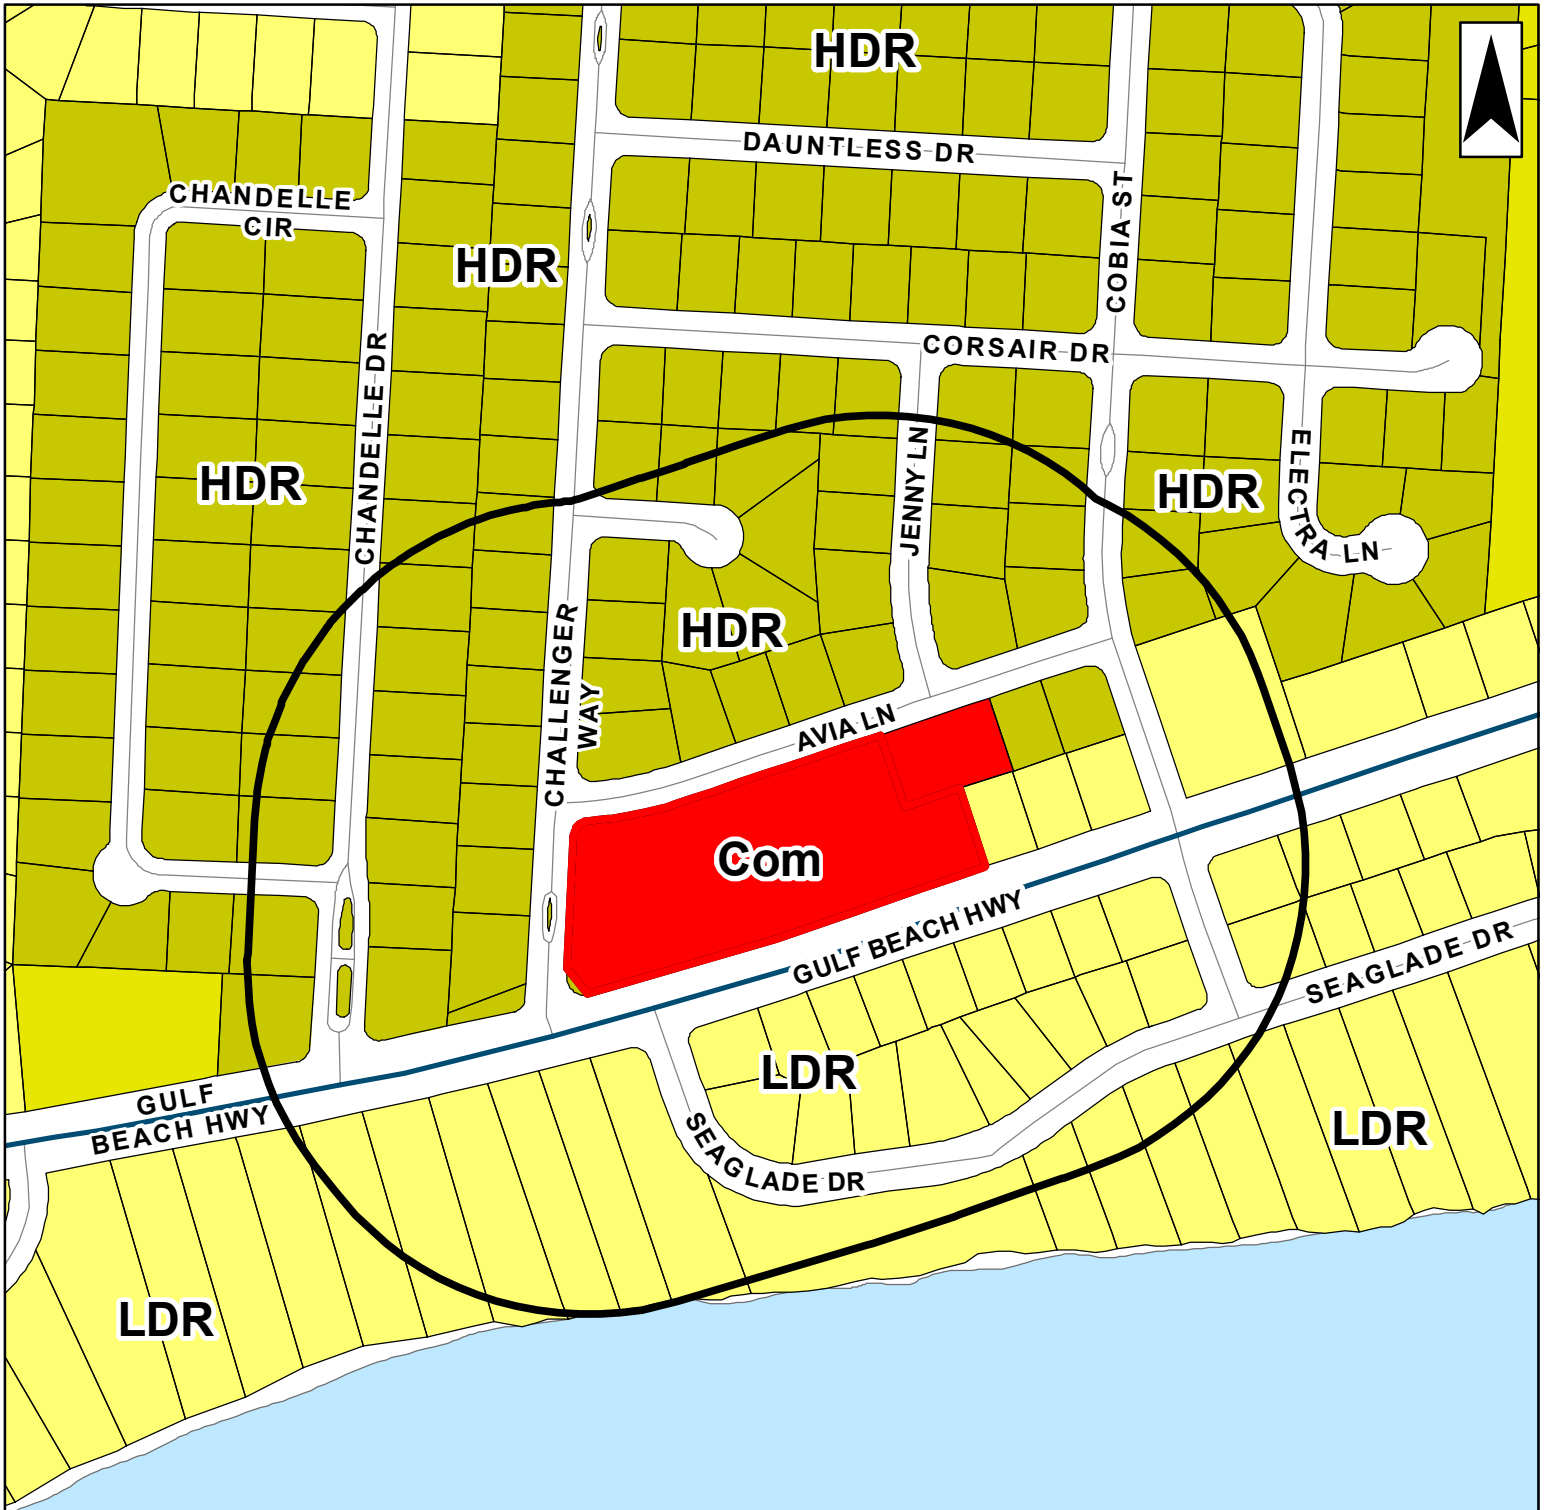 HDR
DAUNTLESS DR
CHANDELLE
CIR
HDR
COBIA ST
CORSAIR DR
CHANDELLE DR
HDR
JENNY LN
HDR
ELECTRA LN
HDR
CHALLENGER
WAY
AVIA LN
Com
GULF BEACH HWY
SEAGLADE DR
LDR
GULF
BEACH HWY
SEAGLADE DR
LDR
LDR